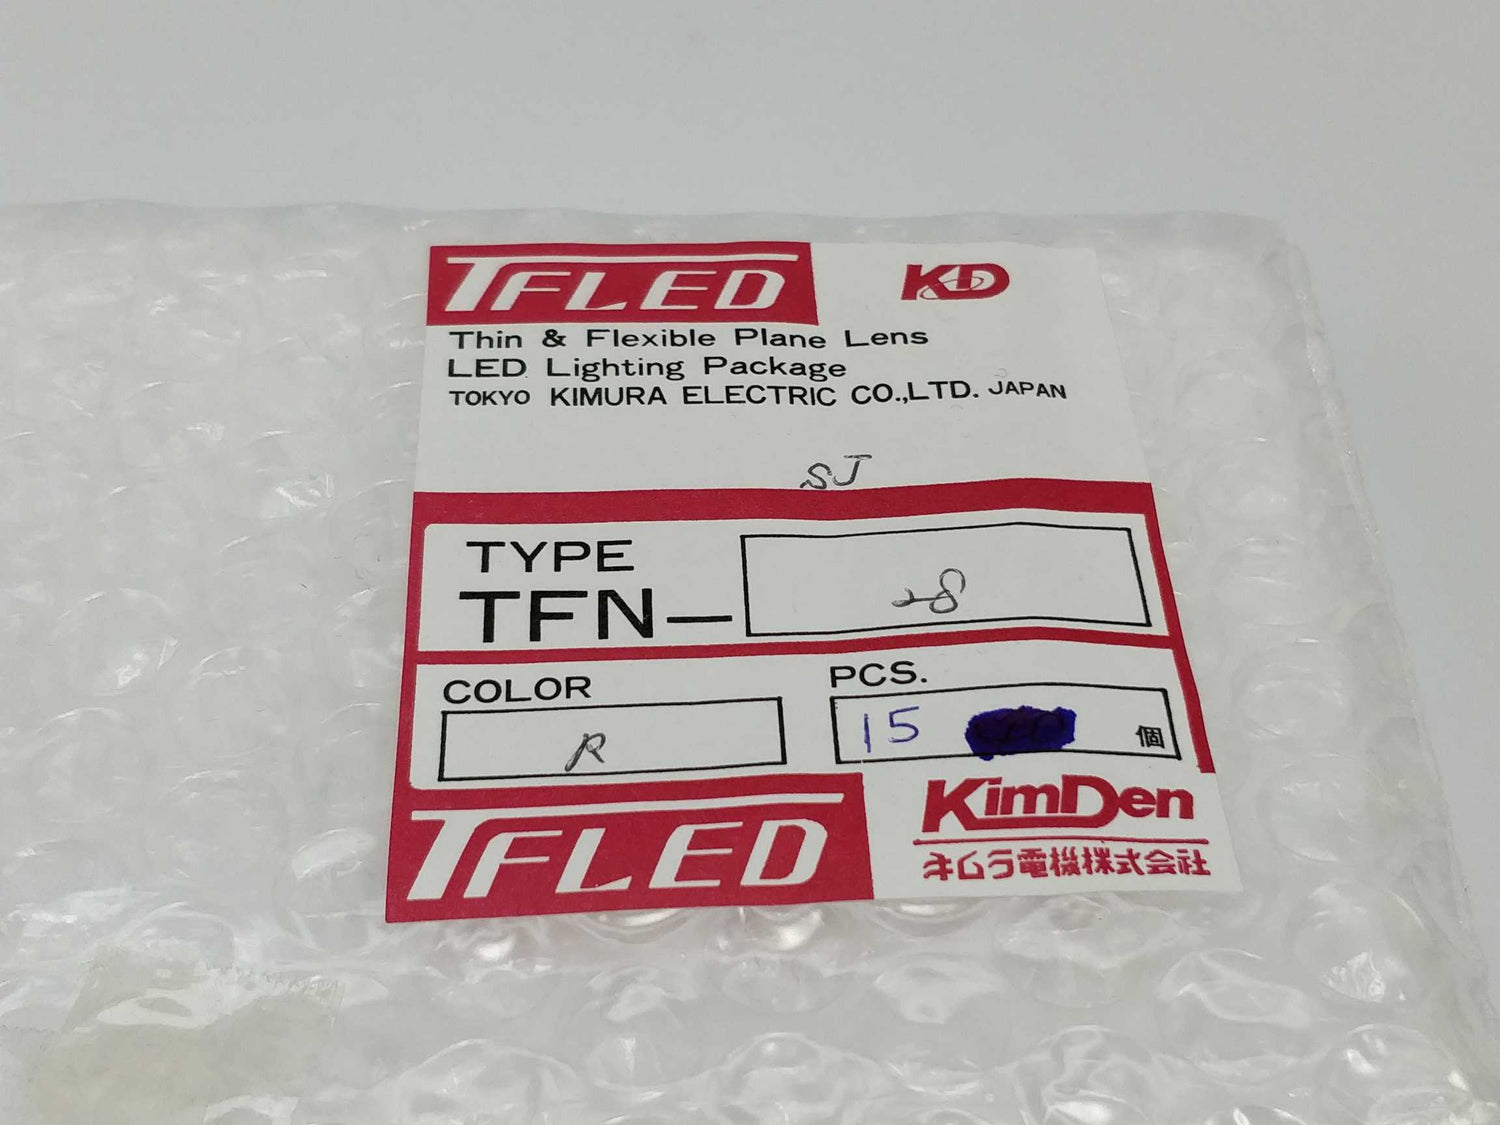 TFLED KD
Thin & Flexible Plane Lens
LED Lighting Package
TOKYO KIMURA ELECTRIC CO.,LTD. JAPAN
SJ
TYPE
TFN- 28
COLOR
R
PCS.
15 個
TFLED
KimDen
キムラ電機株式会社